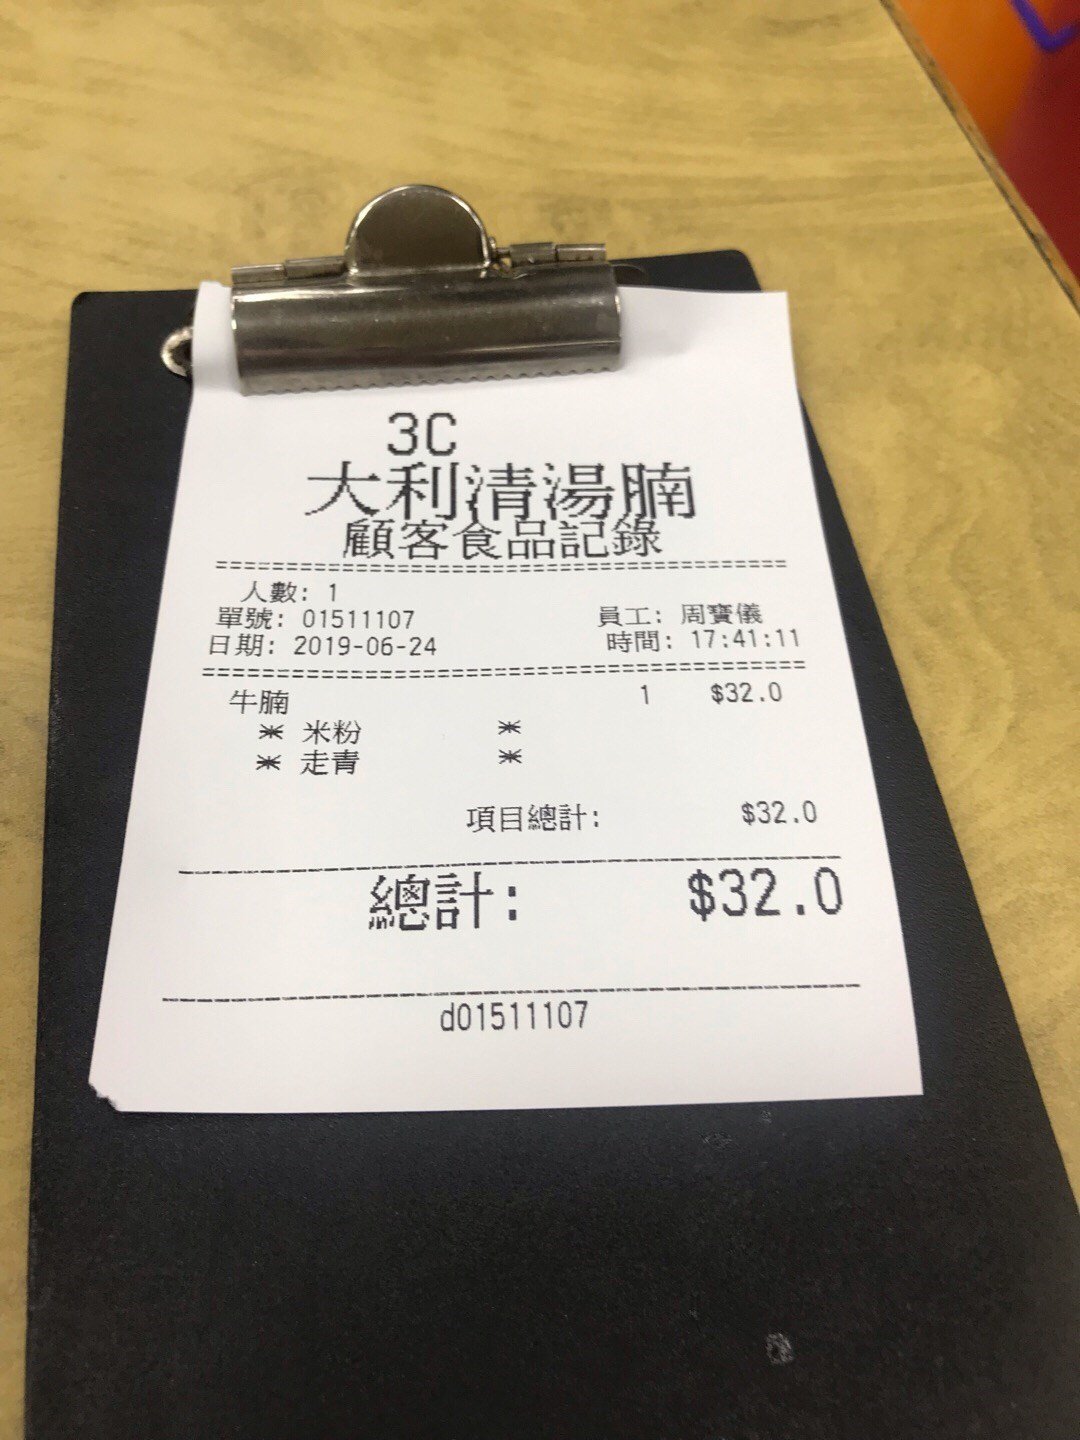 3C
大利清湯腩
顧客食品記錄
======================================
人數: 1
單號: 01511107 員工: 周寶儀
日期: 2019-06-24 時間: 17:41:11
========================================
牛腩 1 $32.0
* 米粉 *
* 走青 *
項目總計: $32.0
總計: $32.0
d01511107